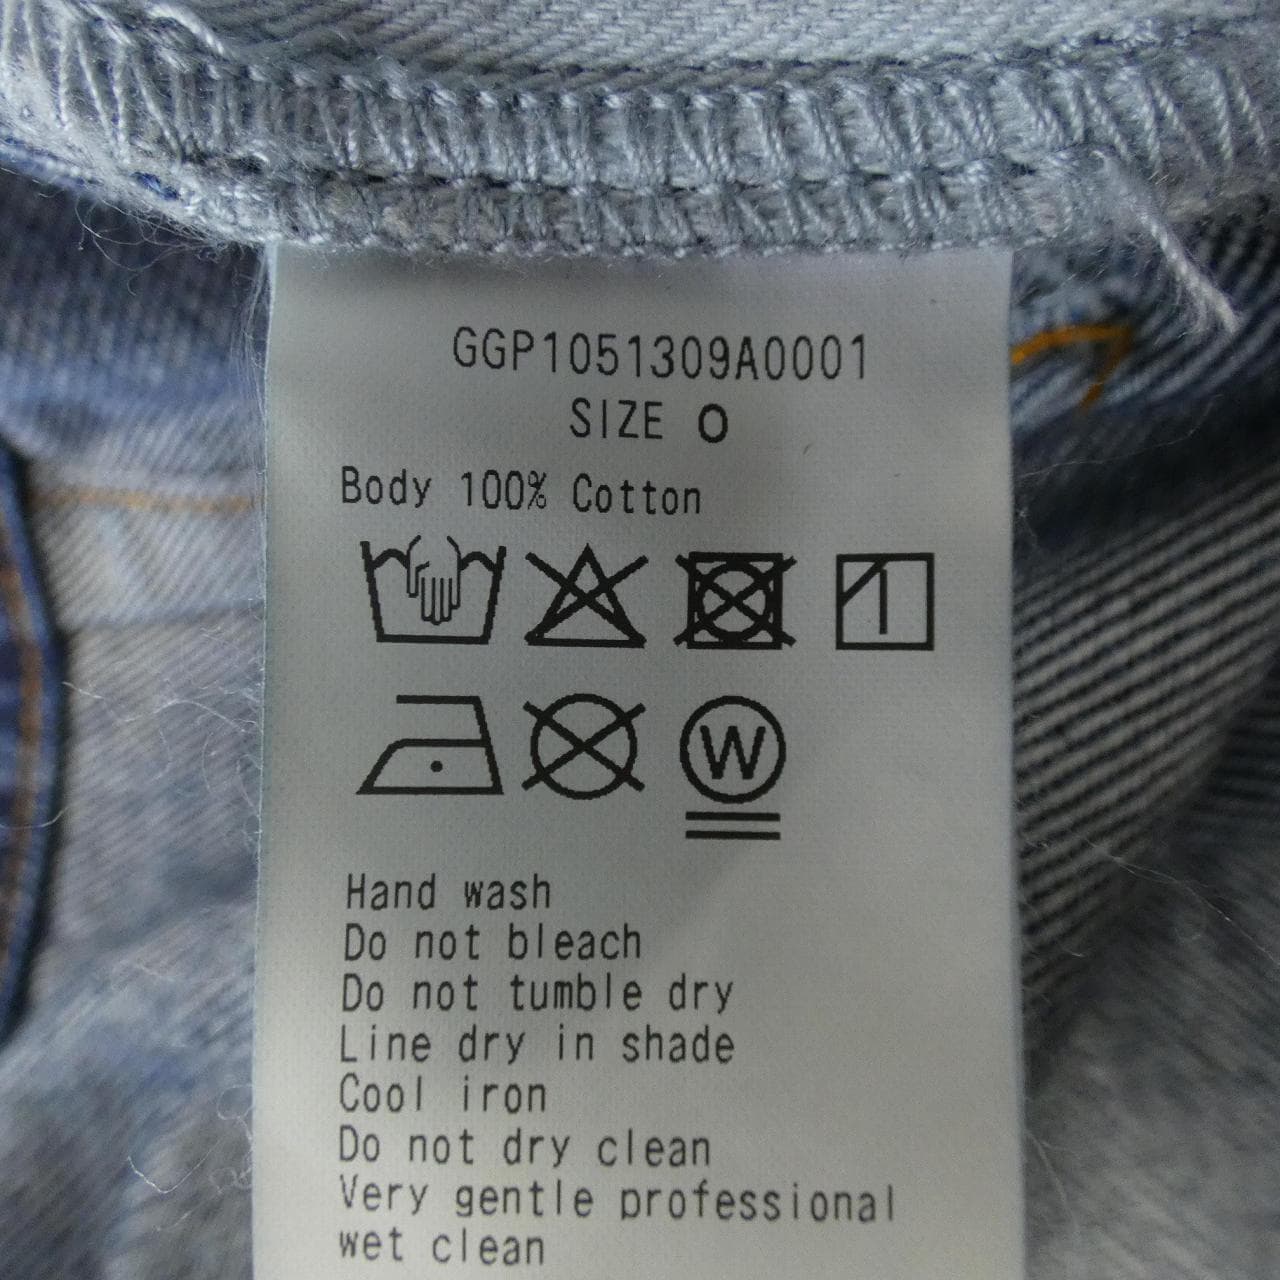 GGP1051309A0001
SIZE O
Body 100% Cotton
W
Hand wash
Do not bleach
Do not tumble dry
Line dry in shade
Cool iron
Do not dry clean
Very gentle professional
wet clean